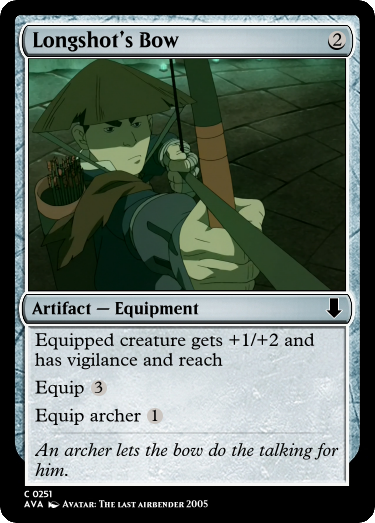 Longshot's Bow 2
Artifact — Equipment
Equipped creature gets +1/+2 and
has vigilance and reach
Equip 3
Equip archer 1
An archer lets the bow do the talking for
him.
C 0251
AVA Avatar: The last airbender 2005